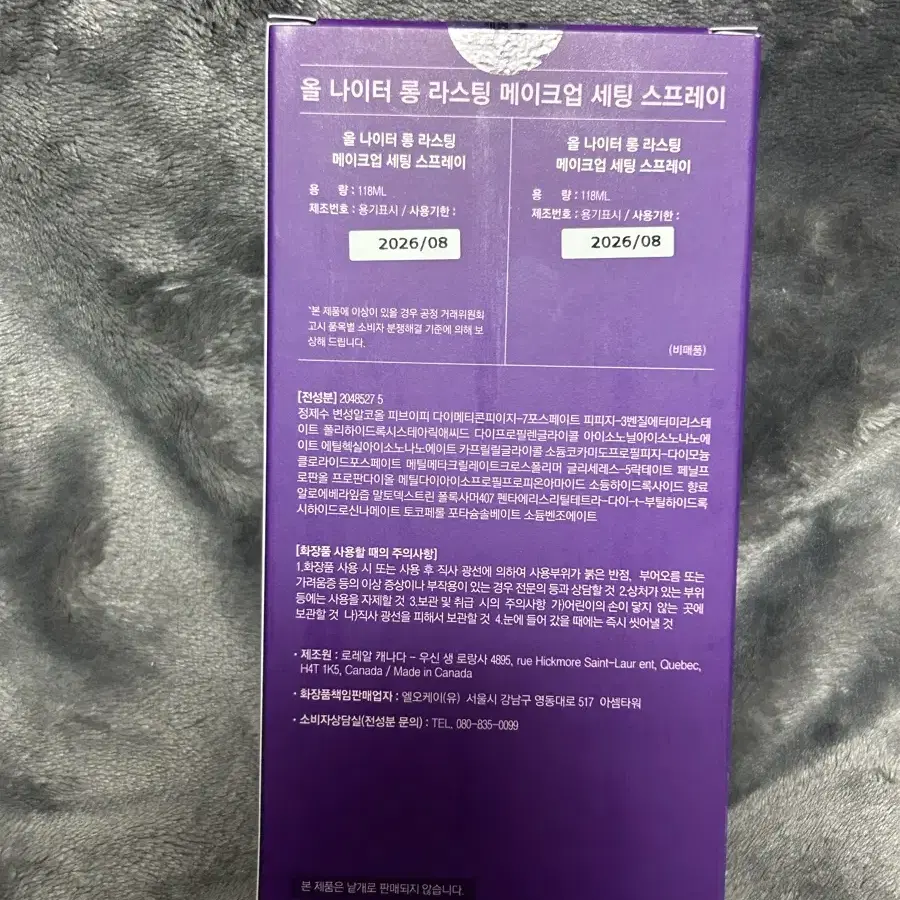 올 나이터 롱 라스팅 메이크업 세팅 스프레이
올 나이터 롱 라스팅
메이크업 세팅 스프레이
용 량 : 118ML
제조번호 : 용기표시 / 사용기한 :
2026/08
*본 제품에 이상이 있을 경우 공정 거래위원회
고시 품목별 소비자 분쟁해결 기준에 의해 보
상해 드립니다.
올 나이터 롱 라스팅
메이크업 세팅 스프레이
용 량 : 118ML
제조번호 : 용기표시 / 사용기한 :
2026/08
(비매품)
[전성분] 2048527 5
정제수 변성알코올 피브이피 다이메티콘피이지-7포스페이트 피피지-3벤질에터미리스테
이트 폴리하이드록시스테아릭애씨드 다이프로필렌글라이콜 아이소노닐아이소노나노에
이트 에틸헥실아이소노나노에이트 카프릴릴글라이콜 소듐코카미도프로필피지-다이모늄
클로라이드포스페이트 메틸메타크릴레이트크로스폴리머 글리세레스-5락테이트 페닐프
로판올 프로판다이올 메틸다이아이소프로필프로피온아마이드 소듐하이드록사이드 향료
알로에베라잎즙 말토덱스트린 폴록사머407 펜타에리스리틸테트라-다이-t-부틸하이드록
시하이드로신나메이트 토코페롤 포타슘솔베이트 소듐벤조에이트
[화장품 사용할 때의 주의사항]
1.화장품 사용 시 또는 사용 후 직사 광선에 의하여 사용부위가 붉은 반점, 부어오름 또는
가려움증 등의 이상 증상이나 부작용이 있는 경우 전문의 등과 상담할 것 2.상처가 있는 부위
등에는 사용을 자제할 것 3.보관 및 취급 시의 주의사항 가)어린이의 손이 닿지 않는 곳에
보관할 것 나)직사 광선을 피해서 보관할 것 4.눈에 들어 갔을 때에는 즉시 씻어낼 것
• 제조원 : 로레알 캐나다 - 우신 생 로랑사 4895, rue Hickmore Saint-Laur ent, Quebec,
H4T 1K5, Canada / Made in Canada
• 화장품책임판매업자 : 엘오케이(유) 서울시 강남구 영동대로 517 아셈타워
• 소비자상담실(전성분 문의) : TEL. 080-835-0099
본 제품은 낱개로 판매되지 않습니다.